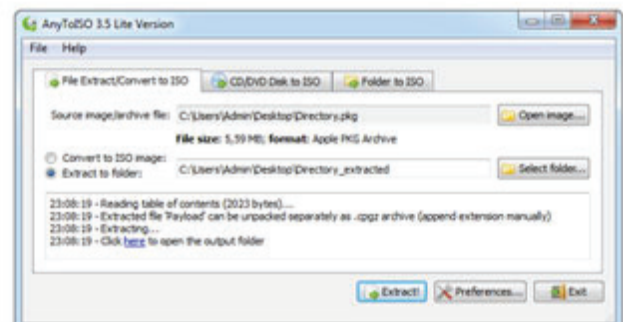 AnyToISO 3.5 Lite Version
File Help
File Extract/Convert to ISO CD/DVD Disk to ISO Folder to ISO
Source image/archive file: C:\Users\Admin\Desktop\Directory.pkg Open image...
File size: 5,59 MB; format: Apple PKG Archive
Convert to ISO image:
Extract to folder: C:\Users\Admin\Desktop\Directory_extracted Select folder...
23:08:19 - Reading table of contents (2023 bytes)...
23:08:19 - Extracted file 'Payload' can be unpacked separately as .cpgz archive (append extension manually)
23:08:19 - Extracting...
23:08:19 - Click here to open the output folder
Extract! Preferences... Exit